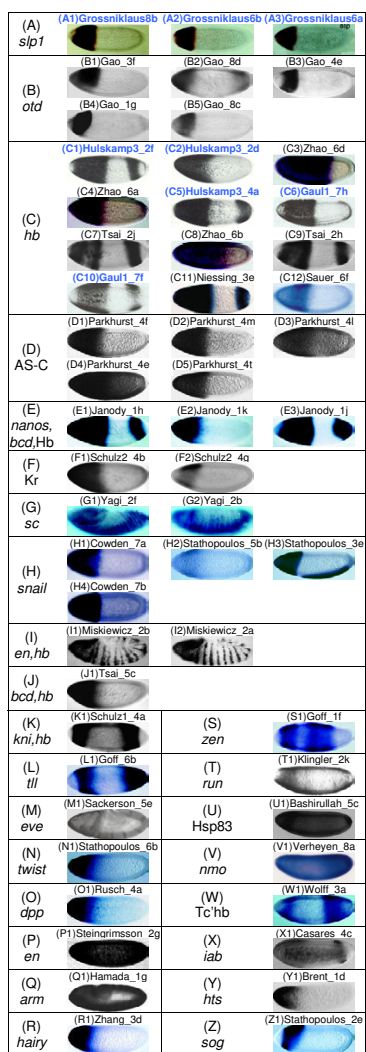 (A) (A1)Grossniklaus8b (A2)Grossniklaus6b (A3)Grossniklaus6a
slp1
(B1)Gao_3f (B2)Gao_8d (B3)Gao_4e
(B)
otd
(B4)Gao_1g (B5)Gao_8c
(C1)Hulskamp3_2f (C2)Hulskamp3_2d (C3)Zhao_6d
(C4)Zhao_6a (C5)Hulskamp3_4a (C6)Gaul1_7h
(C)
hb
(C7)Tsai_2j (C8)Zhao_6b (C9)Tsai_2h
(C10)Gaul1_7f (C11)Niessing_3e (C12)Sauer_6f
(D1)Parkhurst_4f (D2)Parkhurst_4m (D3)Parkhurst_4l
(D)
AS-C
(D4)Parkhurst_4e (D5)Parkhurst_4t
(E) (E1)Janody_1h (E2)Janody_1k (E3)Janody_1j
nanos,
bcd,Hb
(F) (F1)Schulz2_4b (F2)Schulz2_4g
Kr
(G) (G1)Yagi_2f (G2)Yagi_2b
sc
(H1)Cowden_7a (H2)Stathopoulos_5b (H3)Stathopoulos_3e
(H)
snail
(H4)Cowden_7b
(I) (I1)Miskiewicz_2b (I2)Miskiewicz_2a
en,hb
(J) (J1)Tsai_5c
bcd,hb
(K) (K1)Schulz1_4a (S) (S1)Goff_1f
kni,hb zen
(L) (L1)Goff_6b (T) (T1)Klingler_2k
tll run
(M) (M1)Sackerson_5e (U) (U1)Bashirullah_5c
eve Hsp83
(N) (N1)Stathopoulos_6b (V) (V1)Verheyen_8a
twist nmo
(O) (O1)Rusch_4a (W) (W1)Wolff_3a
dpp Tc'hb
(P) (P1)Steingrimsson_2g (X) (X1)Casares_4c
en iab
(Q) (Q1)Hamada_1g (Y) (Y1)Brent_1d
arm hts
(R) (R1)Zhang_3d (Z) (Z1)Stathopoulos_2e
hairy sog